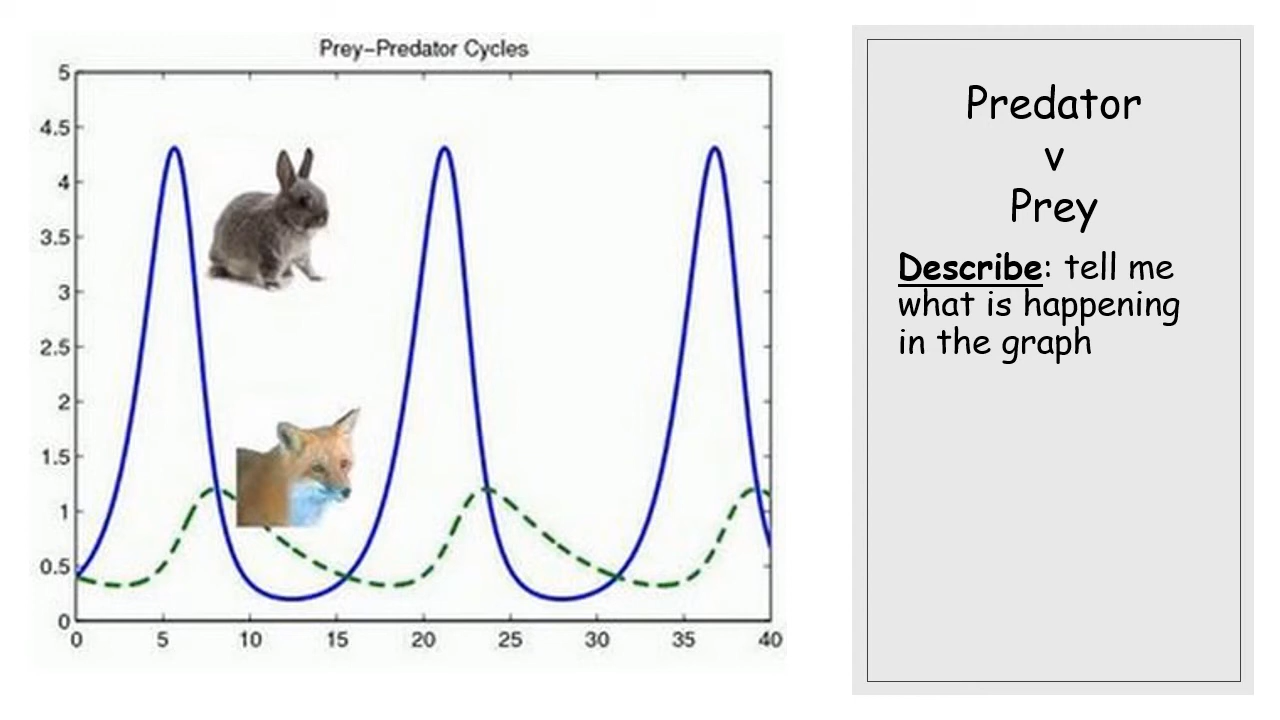 Prey–Predator Cycles
5
4.5
4
3.5
3
2.5
2
1.5
1
0.5
0
0 5 10 15 20 25 30 35 40
Predator
v
Prey
Describe: tell me
what is happening
in the graph